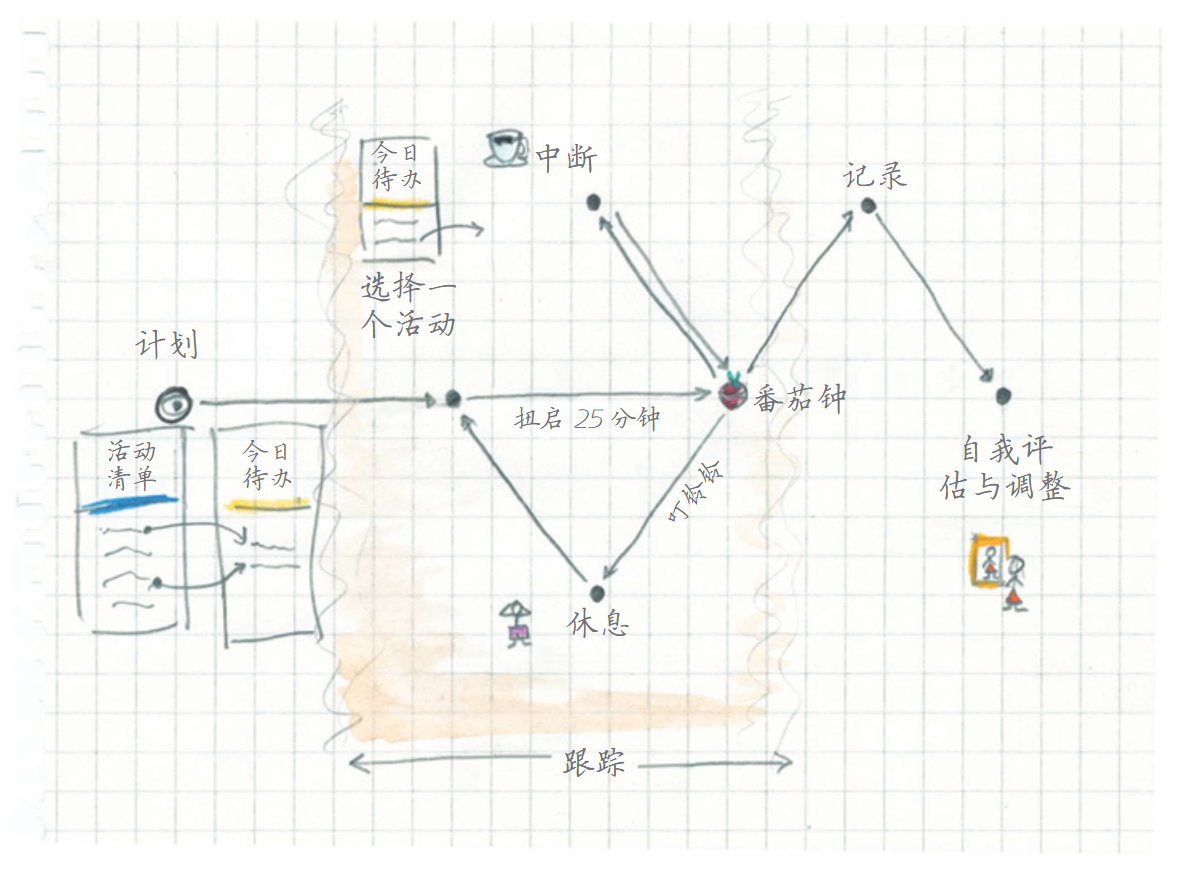 今日
待办
中断
记录
选择一
个活动
计划
扭启 25 分钟
番茄钟
活动
清单
今日
待办
叮铃铃
自我评
估与调整
休息
跟踪